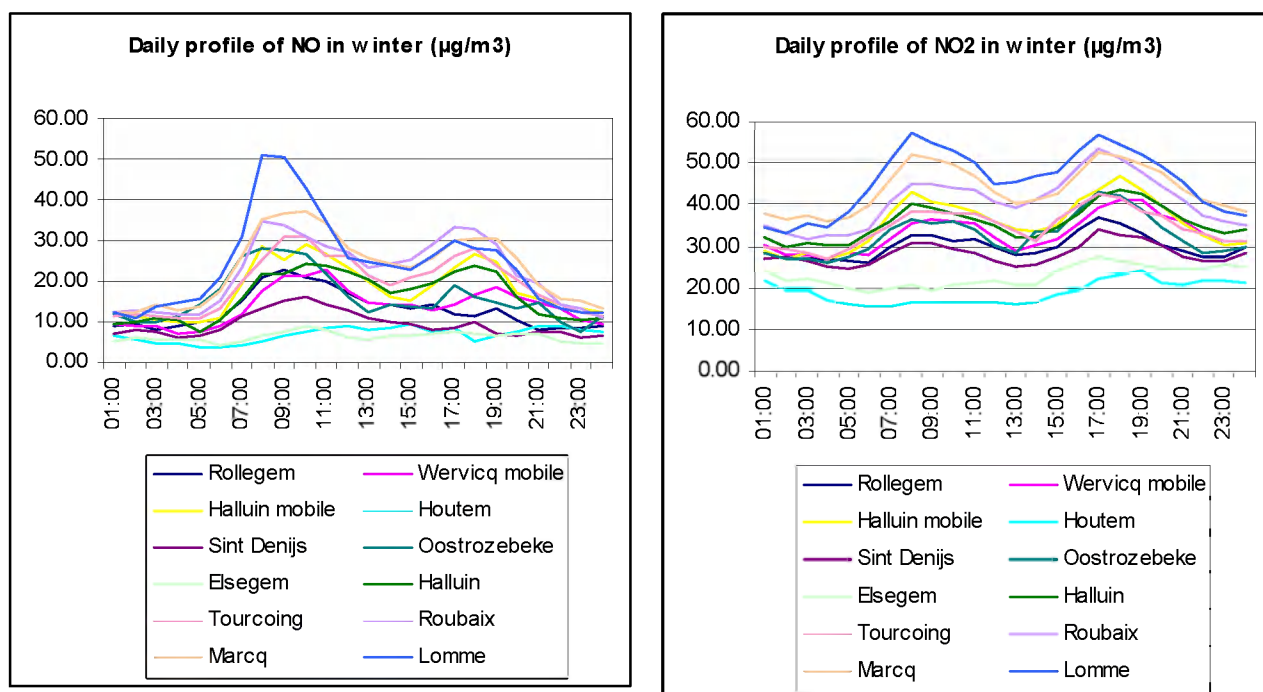 Daily profile of NO in winter (µg/m3)
60.00
50.00
40.00
30.00
20.00
10.00
0.00
01:00
03:00
05:00
07:00
09:00
11:00
13:00
15:00
17:00
19:00
21:00
23:00
Rollegem Wervicq mobile
Halluin mobile Houtem
Sint Denijs Oostrozebeke
Elsegem Halluin
Tourcoing Roubaix
Marcq Lomme
Daily profile of NO2 in winter (µg/m3)
60.00
50.00
40.00
30.00
20.00
10.00
0.00
01:00
03:00
05:00
07:00
09:00
11:00
13:00
15:00
17:00
19:00
21:00
23:00
Rollegem Wervicq mobile
Halluin mobile Houtem
Sint Denijs Oostrozebeke
Elsegem Halluin
Tourcoing Roubaix
Marcq Lomme